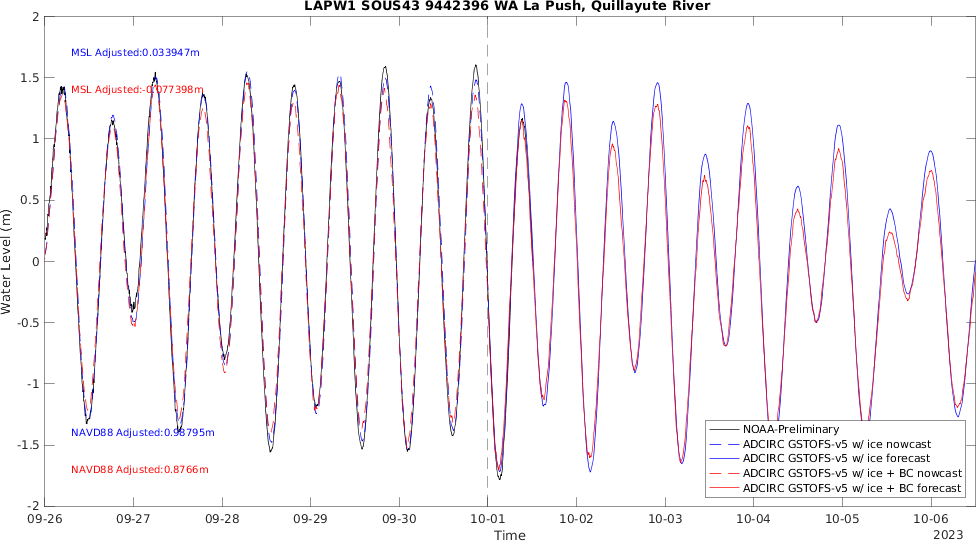 LAPW1 SOUS43 9442396 WA La Push, Quillayute River
2
1.5
1
0.5
0
-0.5
-1
-1.5
-2
Water Level (m)
MSL Adjusted:0.033947m
MSL Adjusted:-0.077398m
NAVD88 Adjusted:0.98795m
NAVD88 Adjusted:0.8766m
NOAA-Preliminary
ADCIRC GSTOFS-v5 w/ ice nowcast
ADCIRC GSTOFS-v5 w/ ice forecast
ADCIRC GSTOFS-v5 w/ ice + BC nowcast
ADCIRC GSTOFS-v5 w/ ice + BC forecast
09-26 09-27 09-28 09-29 09-30 10-01 10-02 10-03 10-04 10-05 10-06
Time
2023